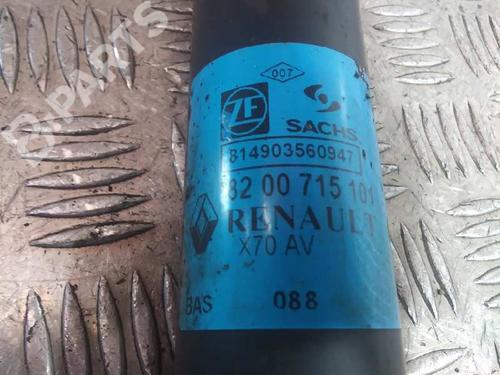 B-PARTS
007
ZF
SACHS
814903560947
82 00 715 101
RENAULT
X70 AV
BAS 088